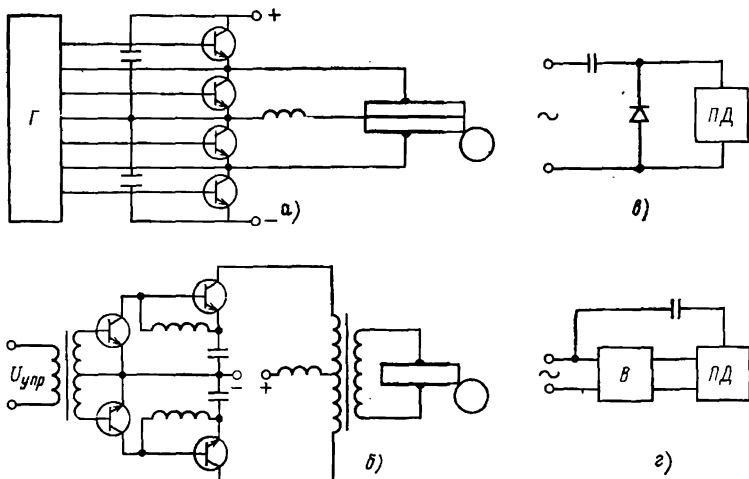 Г
+
−
а)
~
ПД
в)
Uупр
−
+
б)
~
В
ПД
г)